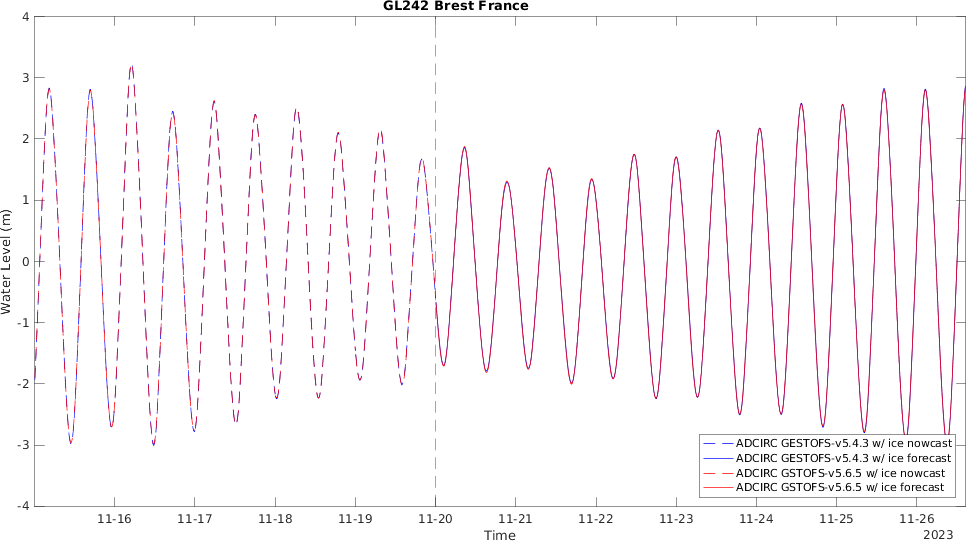 GL242 Brest France
4
3
2
1
0
-1
-2
-3
-4
Water Level (m)
ADCIRC GESTOFS-v5.4.3 w/ ice nowcast
ADCIRC GESTOFS-v5.4.3 w/ ice forecast
ADCIRC GSTOFS-v5.6.5 w/ ice nowcast
ADCIRC GSTOFS-v5.6.5 w/ ice forecast
11-16 11-17 11-18 11-19 11-20 11-21 11-22 11-23 11-24 11-25 11-26
Time
2023